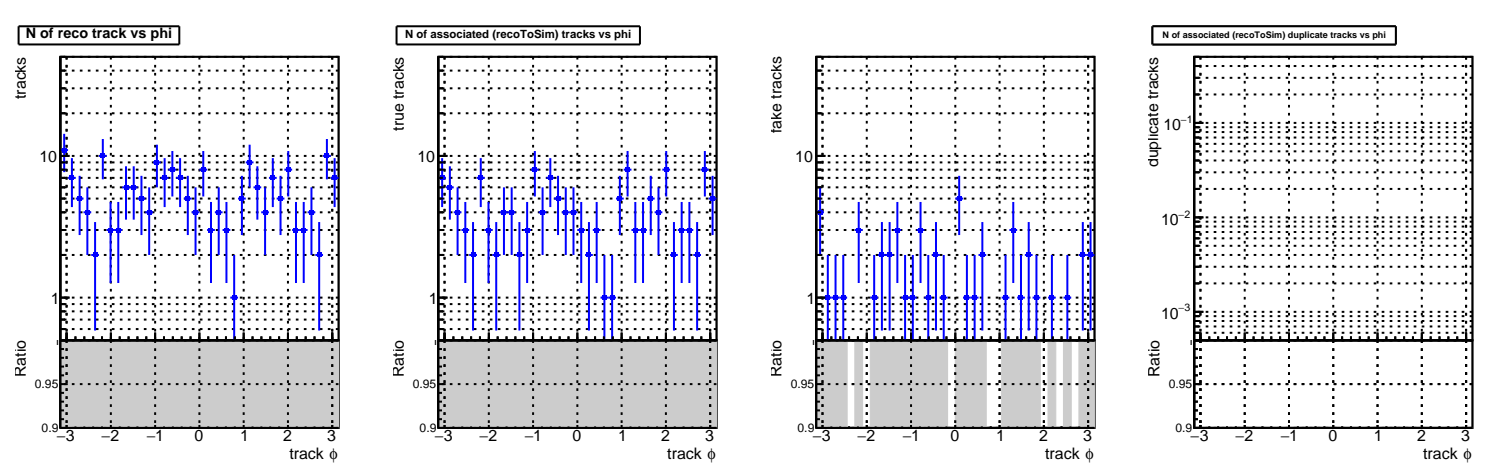 N of reco track vs phi
tracks
10
1
Ratio
0.95
0.9
−3 −2 −1 0 1 2 3
track ϕ
N of associated (recoToSim) tracks vs phi
true tracks
10
1
Ratio
0.95
0.9
−3 −2 −1 0 1 2 3
track ϕ
fake tracks
10
1
Ratio
0.95
0.9
−3 −2 −1 0 1 2 3
track ϕ
N of associated (recoToSim) duplicate tracks vs phi
duplicate tracks
10⁻¹
10⁻²
10⁻³
Ratio
0.95
0.9
−3 −2 −1 0 1 2 3
track ϕ